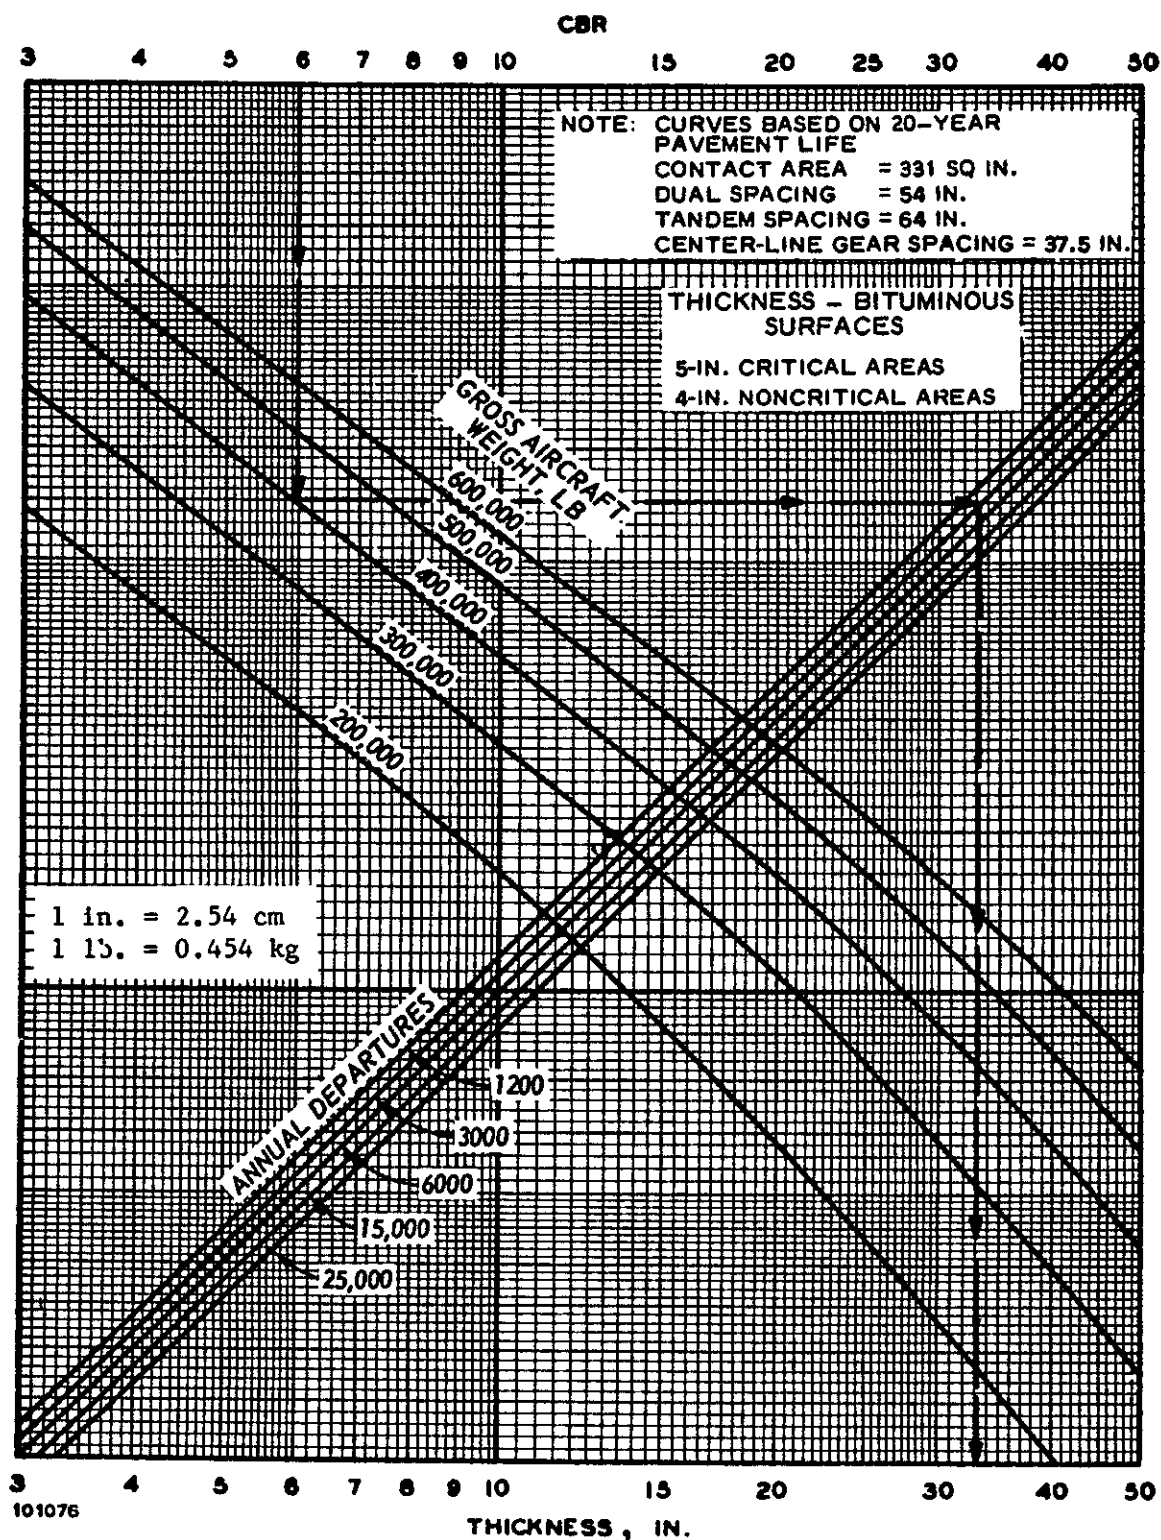 CBR
3 4 5 6 7 8 9 10 15 20 25 30 40 50
NOTE: CURVES BASED ON 20-YEAR
PAVEMENT LIFE
CONTACT AREA = 331 SQ IN.
DUAL SPACING = 54 IN.
TANDEM SPACING = 64 IN.
CENTER-LINE GEAR SPACING = 37.5 IN.
THICKNESS - BITUMINOUS
SURFACES
5-IN. CRITICAL AREAS
4-IN. NONCRITICAL AREAS
GROSS AIRCRAFT
WEIGHT, LB
600,000
500,000
400,000
300,000
200,000
1 in. = 2.54 cm
1 lb. = 0.454 kg
ANNUAL DEPARTURES
1200
3000
6000
15,000
25,000
3 4 5 6 7 8 9 10 15 20 30 40 50
101076
THICKNESS, IN.